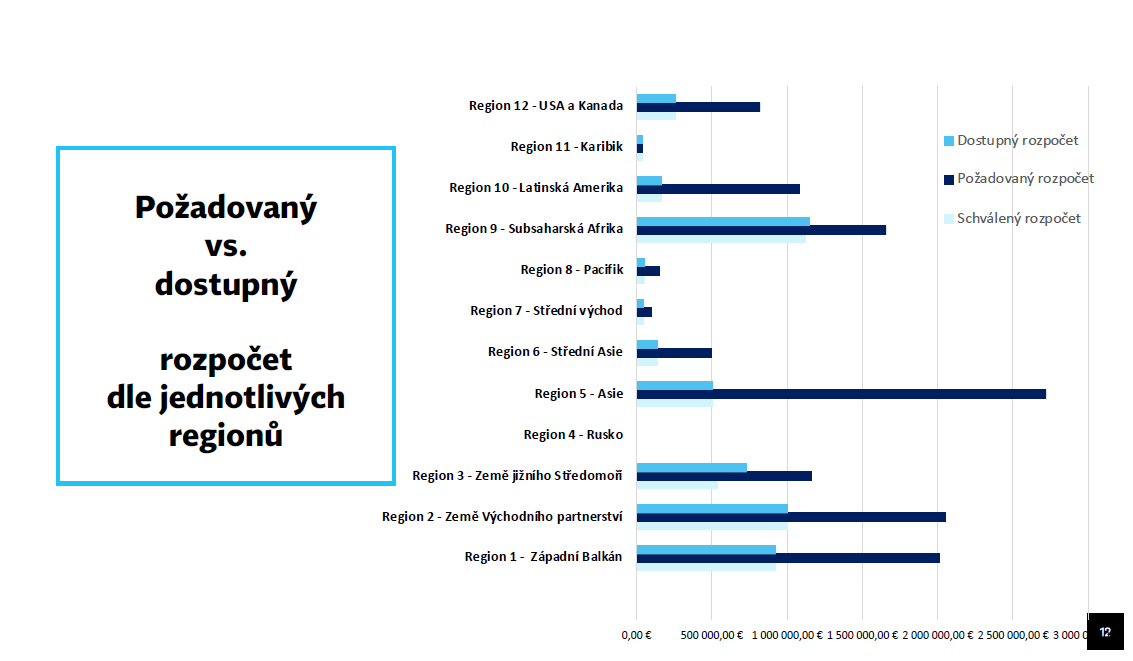 Požadovaný
vs.
dostupný
rozpočet
dle jednotlivých
regionů
Region 12 - USA a Kanada
Region 11 - Karibik
Region 10 - Latinská Amerika
Region 9 - Subsaharská Afrika
Region 8 - Pacifik
Region 7 - Střední východ
Region 6 - Střední Asie
Region 5 - Asie
Region 4 - Rusko
Region 3 - Země jižního Středomoří
Region 2 - Země Východního partnerství
Region 1 - Západní Balkán
Dostupný rozpočet
Požadovaný rozpočet
Schválený rozpočet
0,00 € 500 000,00 € 1 000 000,00 € 1 500 000,00 € 2 000 000,00 € 2 500 000,00 € 3 000
12